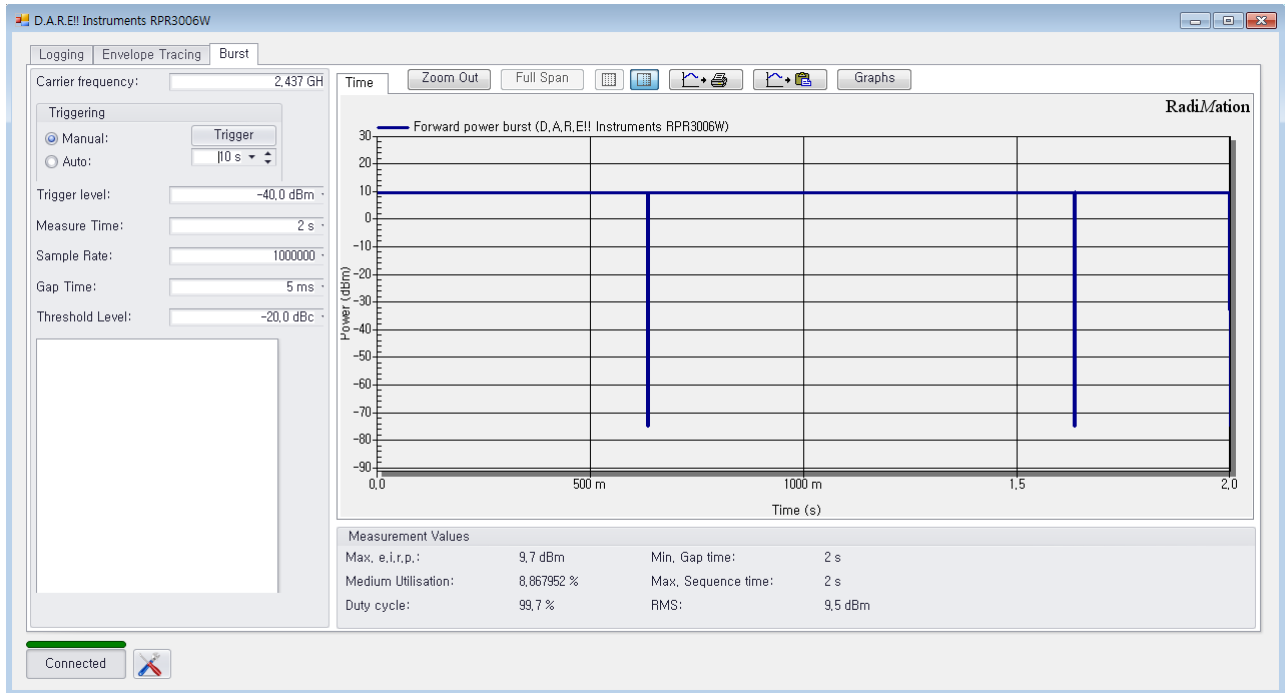 D.A.R.E!! Instruments RPR3006W
Logging Envelope Tracing Burst
Carrier frequency: 2,437 GH
Triggering
Manual: Trigger
Auto: 10 s
Trigger level: -40,0 dBm
Measure Time: 2 s
Sample Rate: 1000000
Gap Time: 5 ms
Threshold Level: -20,0 dBc
Time Zoom Out Full Span Graphs
RadiMation
Forward power burst (D,A,R,E!! Instruments RPR3006W)
30
20
10
0
-10
-20
-30
-40
-50
-60
-70
-80
-90
Power (dBm)
0,0 500 m 1000 m 1,5 2,0
Time (s)
Measurement Values
Max, e,i,r,p,: 9,7 dBm Min, Gap time: 2 s
Medium Utilisation: 8,867952 % Max, Sequence time: 2 s
Duty cycle: 99,7 % RMS: 9,5 dBm
Connected